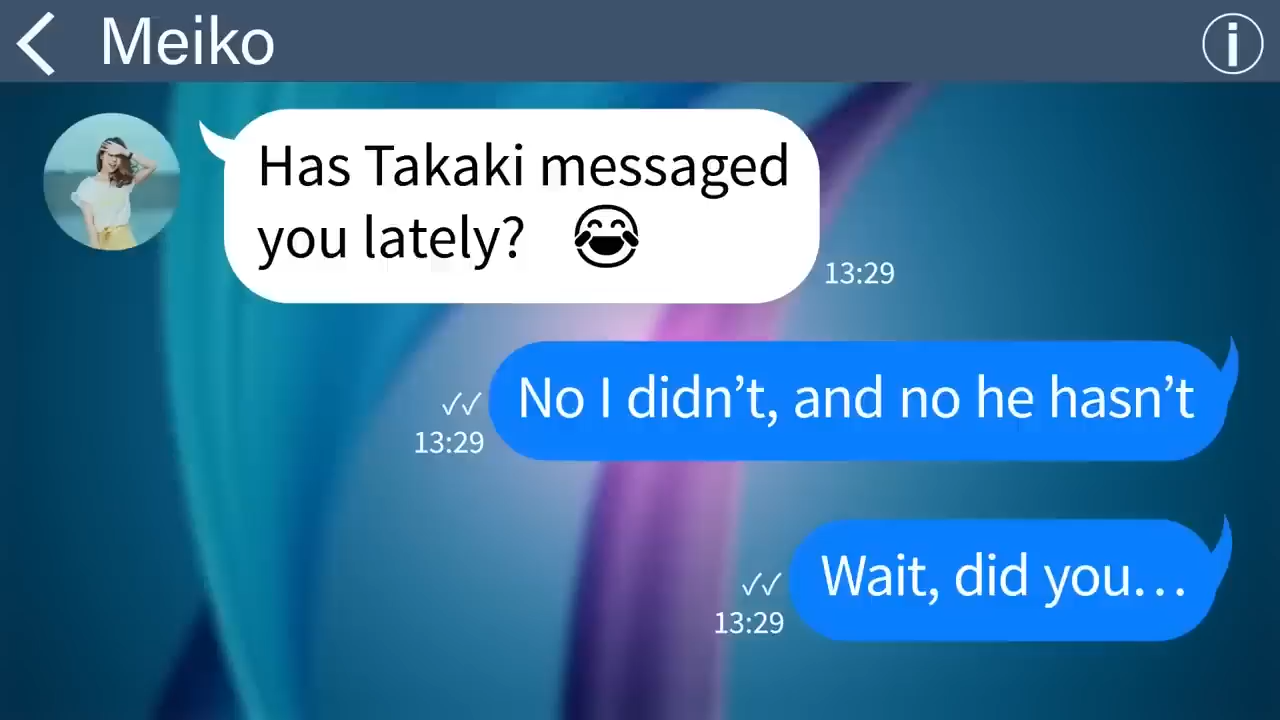 Meiko
Has Takaki messaged
you lately? 😂
13:29
No I didn’t, and no he hasn’t
13:29
Wait, did you…
13:29